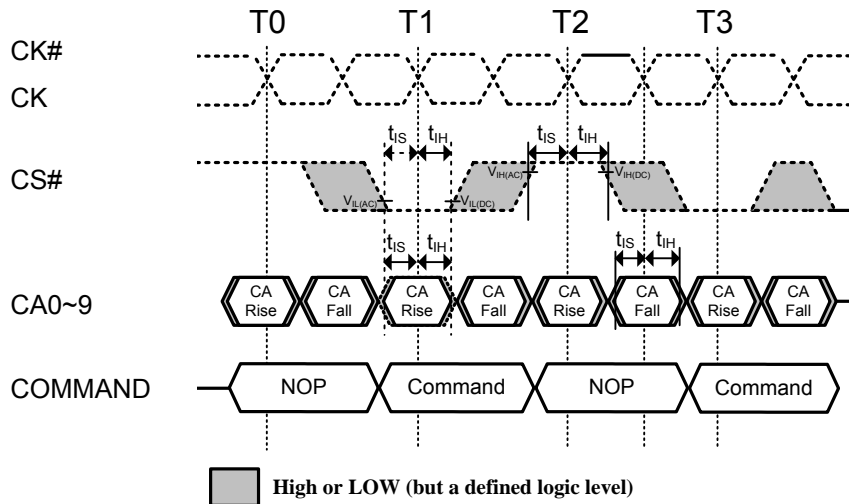 T0 T1 T2 T3
CK#
CK
tIS tIH tIS tIH
CS#
VIL(AC) VIL(DC) VIH(AC) VIH(DC)
tIS tIH tIS tIH
CA0~9
CA Rise CA Fall CA Rise CA Fall CA Rise CA Fall CA Rise CA Fall
COMMAND NOP Command NOP Command
High or LOW (but a defined logic level)